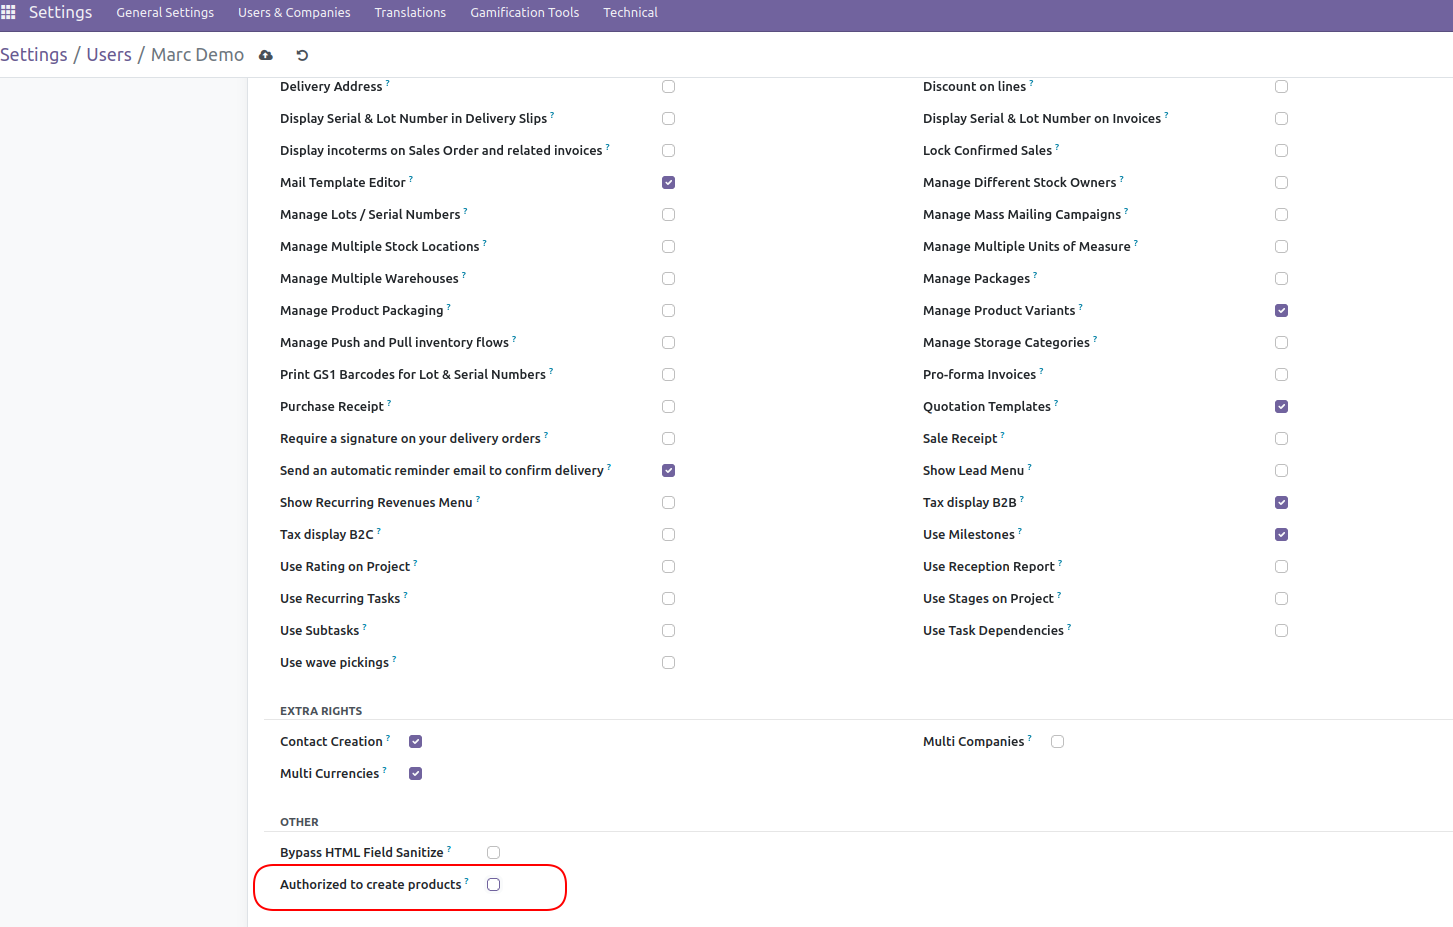 Settings General Settings Users & Companies Translations Gamification Tools Technical
Settings / Users / Marc Demo
Delivery Address ? Discount on lines ?
Display Serial & Lot Number in Delivery Slips ? Display Serial & Lot Number on Invoices ?
Display incoterms on Sales Order and related invoices ? Lock Confirmed Sales ?
Mail Template Editor ? Manage Different Stock Owners ?
Manage Lots / Serial Numbers ? Manage Mass Mailing Campaigns ?
Manage Multiple Stock Locations ? Manage Multiple Units of Measure ?
Manage Multiple Warehouses ? Manage Packages ?
Manage Product Packaging ? Manage Product Variants ?
Manage Push and Pull inventory flows ? Manage Storage Categories ?
Print GS1 Barcodes for Lot & Serial Numbers ? Pro-forma Invoices ?
Purchase Receipt ? Quotation Templates ?
Require a signature on your delivery orders ? Sale Receipt ?
Send an automatic reminder email to confirm delivery ? Show Lead Menu ?
Show Recurring Revenues Menu ? Tax display B2B ?
Tax display B2C ? Use Milestones ?
Use Rating on Project ? Use Reception Report ?
Use Recurring Tasks ? Use Stages on Project ?
Use Subtasks ? Use Task Dependencies ?
Use wave pickings ?
EXTRA RIGHTS
Contact Creation ? Multi Companies ?
Multi Currencies ?
OTHER
Bypass HTML Field Sanitize ?
Authorized to create products ?